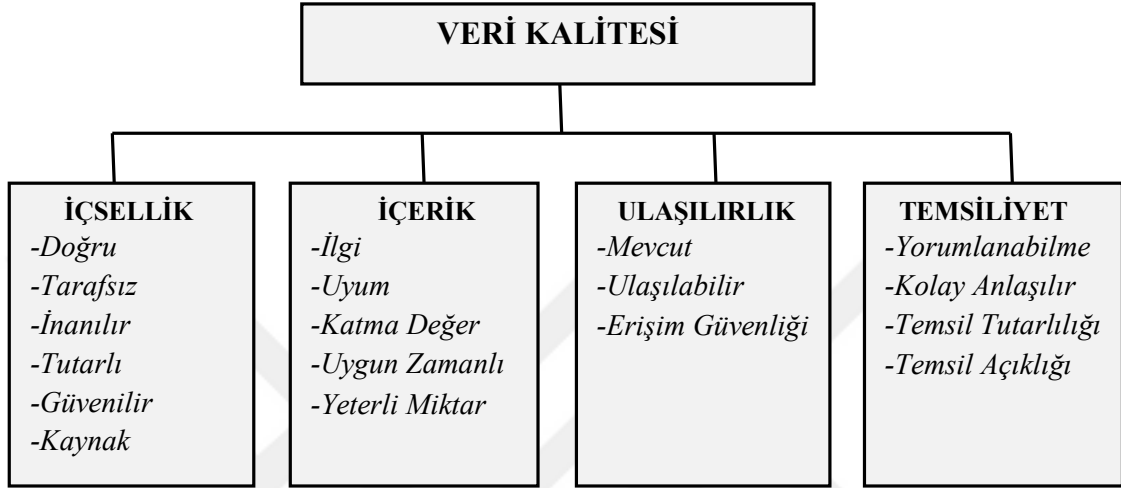 VERİ KALİTESİ
İÇSELLİK
-Doğru
-Tarafsız
-İnanılır
-Tutarlı
-Güvenilir
-Kaynak
İÇERİK
-İlgi
-Uyum
-Katma Değer
-Uygun Zamanlı
-Yeterli Miktar
ULAŞILIRLIK
-Mevcut
-Ulaşılabilir
-Erişim Güvenliği
TEMSİLİYET
-Yorumlanabilme
-Kolay Anlaşılır
-Temsil Tutarlılığı
-Temsil Açıklığı